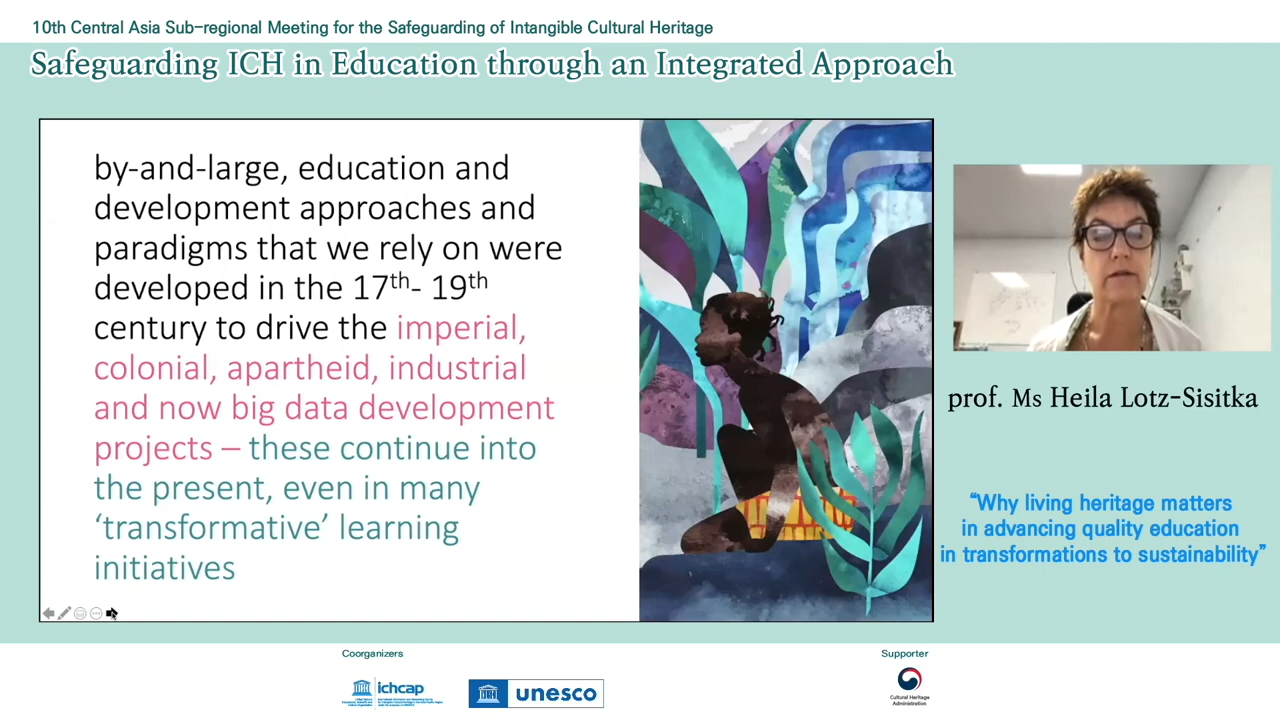 10th Central Asia Sub-regional Meeting for the Safeguarding of Intangible Cultural Heritage
Safeguarding ICH in Education through an Integrated Approach
by-and-large, education and
development approaches and
paradigms that we rely on were
developed in the 17th- 19th
century to drive the imperial,
colonial, apartheid, industrial
and now big data development
projects – these continue into
the present, even in many
‘transformative’ learning
initiatives
prof. Ms Heila Lotz-Sisitka
“Why living heritage matters
in advancing quality education
in transformations to sustainability”
Coorganizers
ichcap
unesco
Supporter
Cultural Heritage
Administration